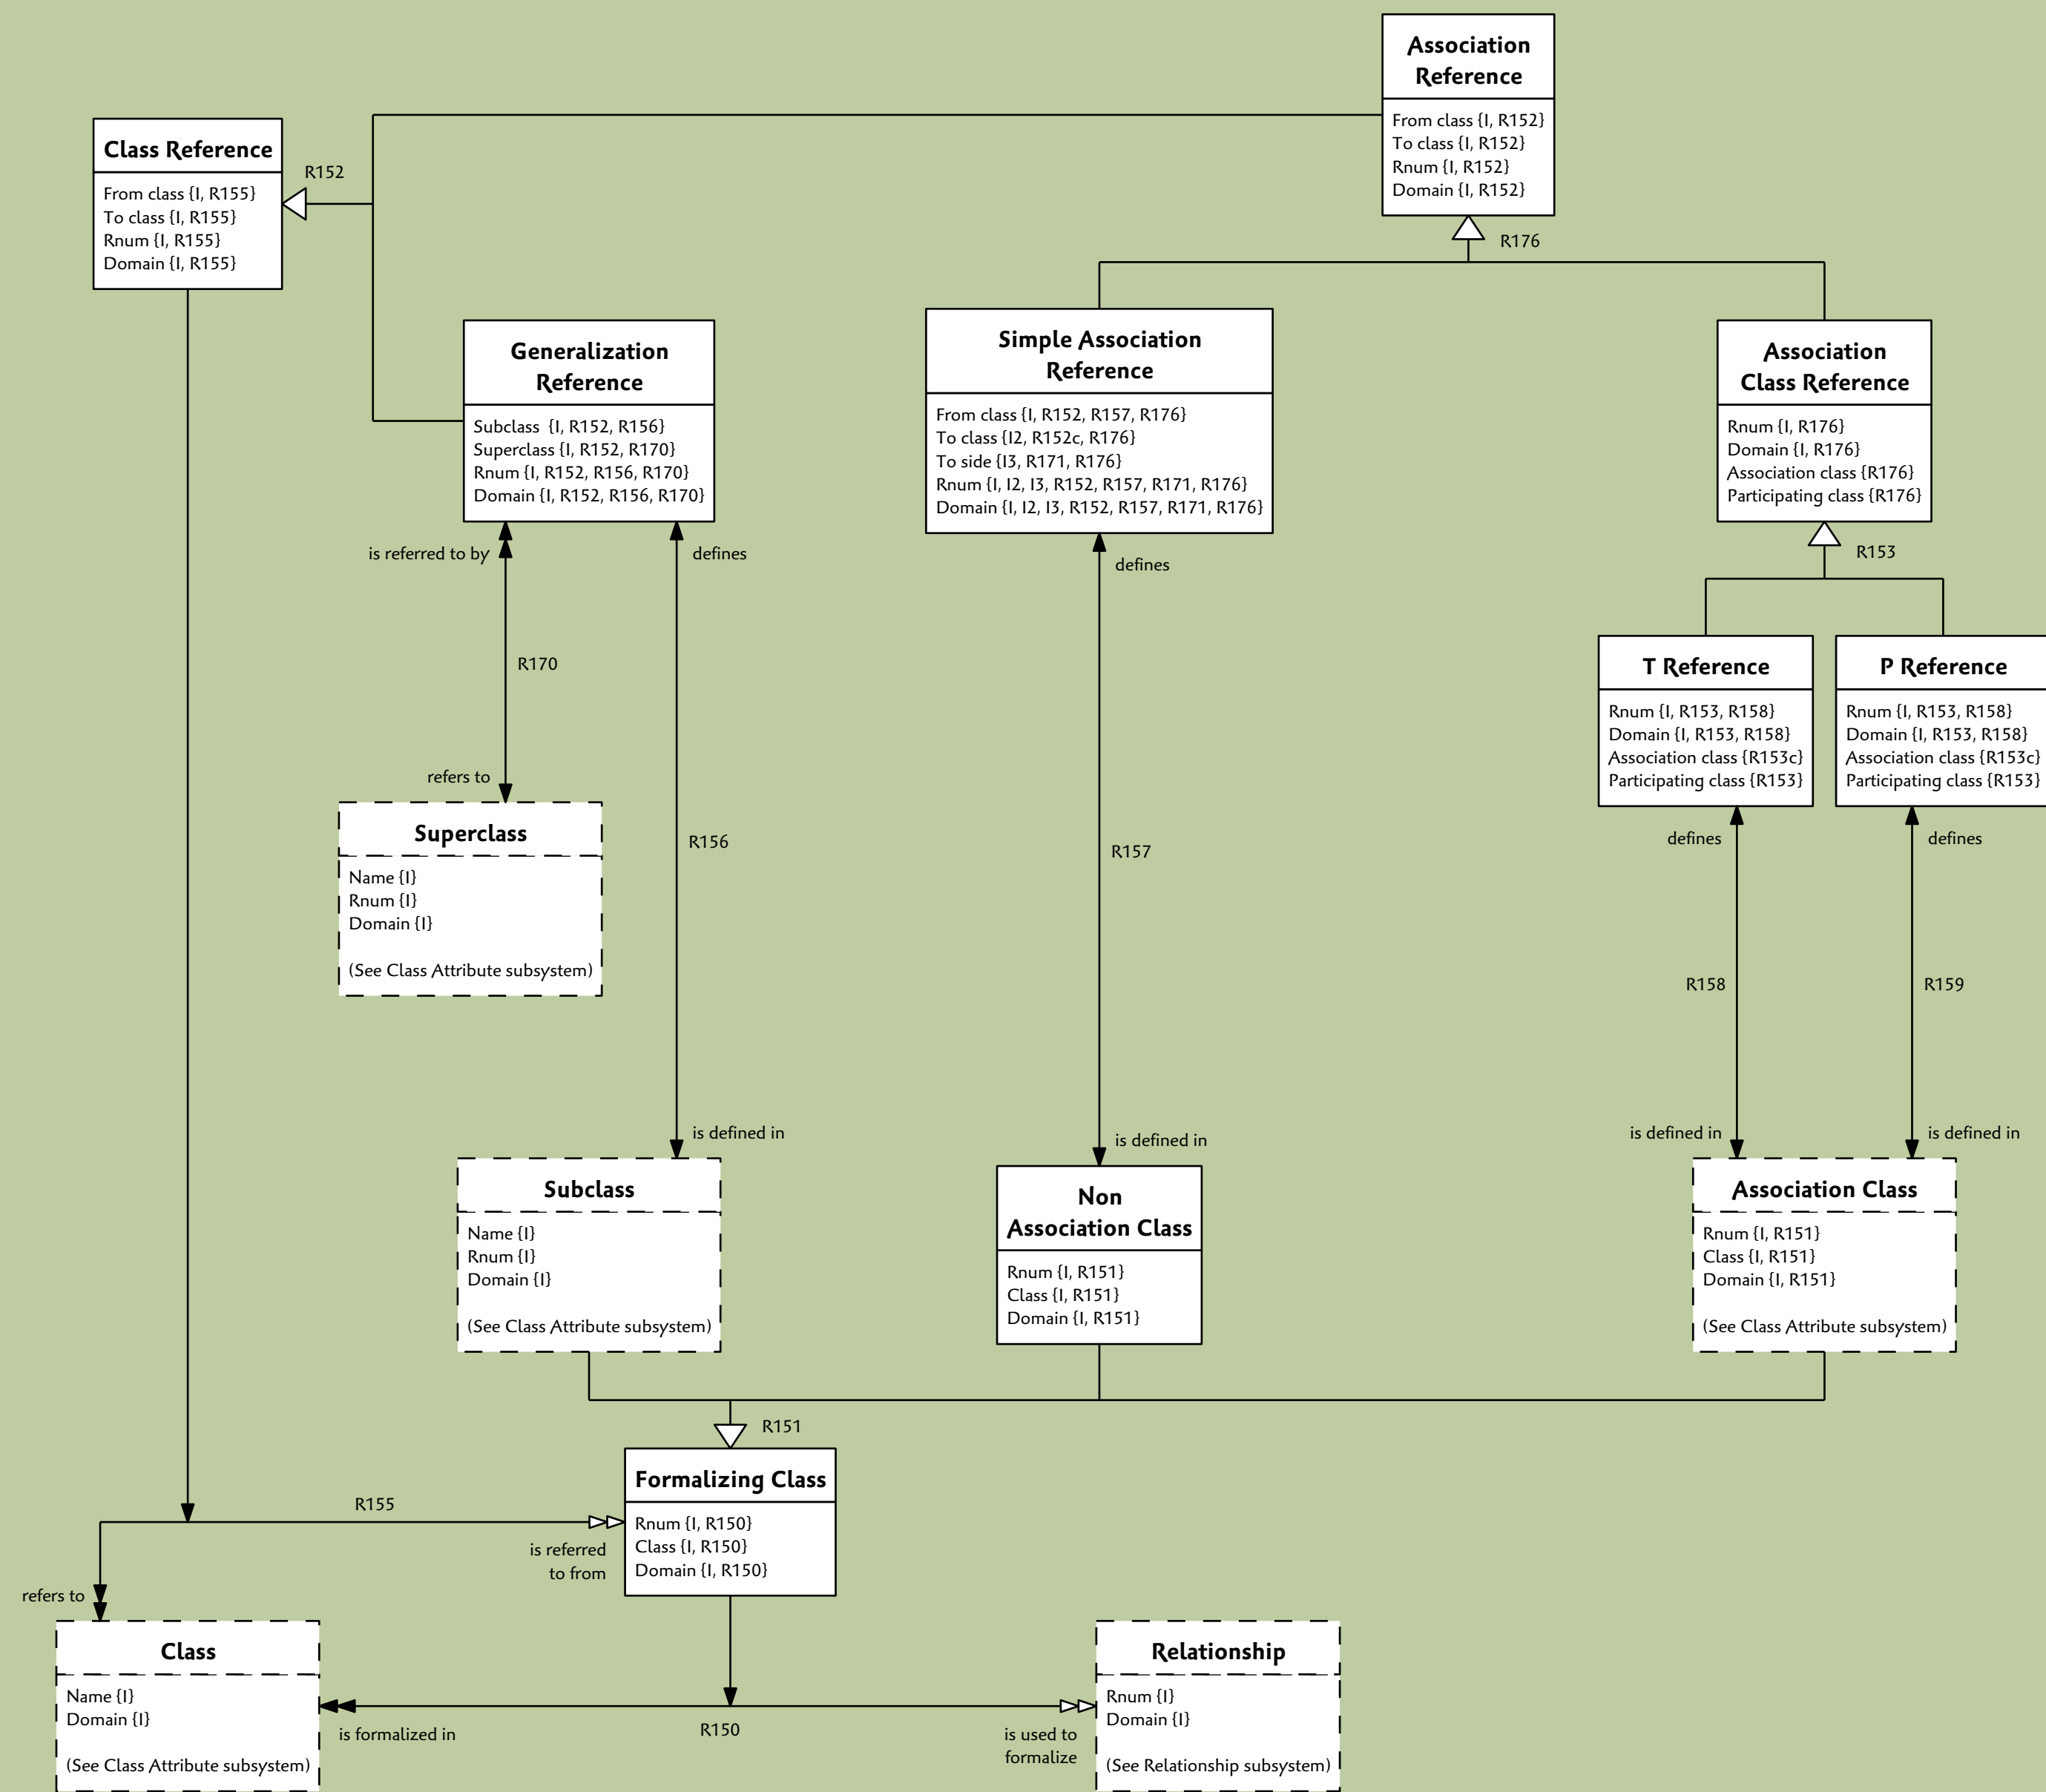 Association
Reference
From class {I, R152}
To class {I, R152}
Rnum {I, R152}
Domain {I, R152}
Class Reference
From class {I, R155}
To class {I, R155}
Rnum {I, R155}
Domain {I, R155}
R152
R176
Generalization
Reference
Subclass  {I, R152, R156}
Superclass {I, R152, R170}
Rnum {I, R152, R156, R170}
Domain {I, R152, R156, R170}
Simple Association
Reference
From class {I, R152, R157, R176}
To class {I2, R152c, R176}
To side {I3, R171, R176}
Rnum {I, I2, I3, R152, R157, R171, R176}
Domain {I, I2, I3, R152, R157, R171, R176}
Association
Class Reference
Rnum {I, R176}
Domain {I, R176}
Association class {R176}
Participating class {R176}
is referred to by
defines
defines
R153
R170
refers to
T Reference
Rnum {I, R153, R158}
Domain {I, R153, R158}
Association class {R153c}
Participating class {R153}
P Reference
Rnum {I, R153, R158}
Domain {I, R153, R158}
Association class {R153c}
Participating class {R153}
Superclass
Name {I}
Rnum {I}
Domain {I}
(See Class Attribute subsystem)
R156
R157
defines
defines
R158
R159
is defined in
is defined in
is defined in
is defined in
Subclass
Name {I}
Rnum {I}
Domain {I}
(See Class Attribute subsystem)
Non
Association Class
Rnum {I, R151}
Class {I, R151}
Domain {I, R151}
Association Class
Rnum {I, R151}
Class {I, R151}
Domain {I, R151}
(See Class Attribute subsystem)
R151
Formalizing Class
Rnum {I, R150}
Class {I, R150}
Domain {I, R150}
R155
is referred
to from
refers to
Class
Name {I}
Domain {I}
(See Class Attribute subsystem)
is formalized in
R150
is used to
formalize
Relationship
Rnum {I}
Domain {I}
(See Relationship subsystem)